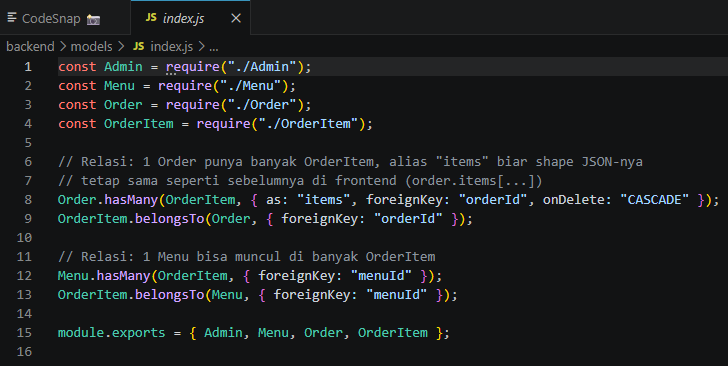 CodeSnap 📸 JS index.js ×
backend > models > JS index.js > ...
1 const Admin = require("./Admin");
2 const Menu = require("./Menu");
3 const Order = require("./Order");
4 const OrderItem = require("./OrderItem");
5
6 // Relasi: 1 Order punya banyak OrderItem, alias "items" biar shape JSON-nya
7 // tetap sama seperti sebelumnya di frontend (order.items[...])
8 Order.hasMany(OrderItem, { as: "items", foreignKey: "orderId", onDelete: "CASCADE" });
9 OrderItem.belongsTo(Order, { foreignKey: "orderId" });
10
11 // Relasi: 1 Menu bisa muncul di banyak OrderItem
12 Menu.hasMany(OrderItem, { foreignKey: "menuId" });
13 OrderItem.belongsTo(Menu, { foreignKey: "menuId" });
14
15 module.exports = { Admin, Menu, Order, OrderItem };
16